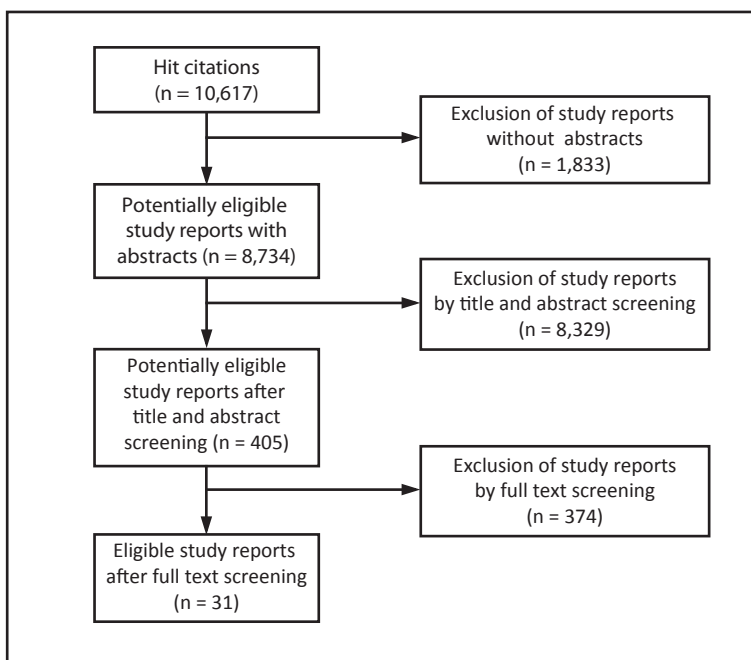 Hit citations
(n = 10,617)
Exclusion of study reports
without abstracts
(n = 1,833)
Potentially eligible
study reports with
abstracts (n = 8,734)
Exclusion of study reports
by title and abstract screening
(n = 8,329)
Potentially eligible
study reports after
title and abstract
screening (n = 405)
Exclusion of study reports
by full text screening
(n = 374)
Eligible study reports
after full text screening
(n = 31)